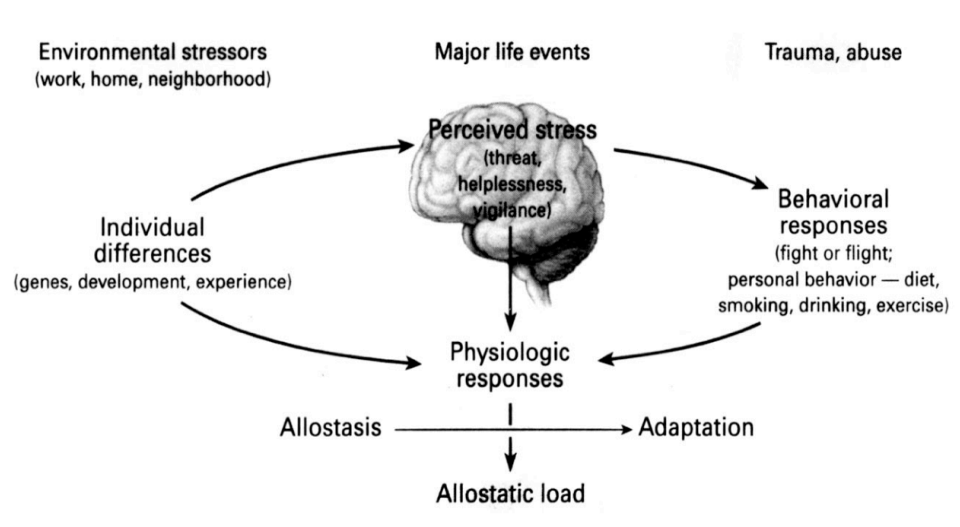 Environmental stressors
(work, home, neighborhood)
Major life events
Trauma, abuse
Perceived stress
(threat,
helplessness,
vigilance)
Individual
differences
(genes, development, experience)
Behavioral
responses
(fight or flight;
personal behavior — diet,
smoking, drinking, exercise)
Physiologic
responses
Allostasis
Adaptation
Allostatic load